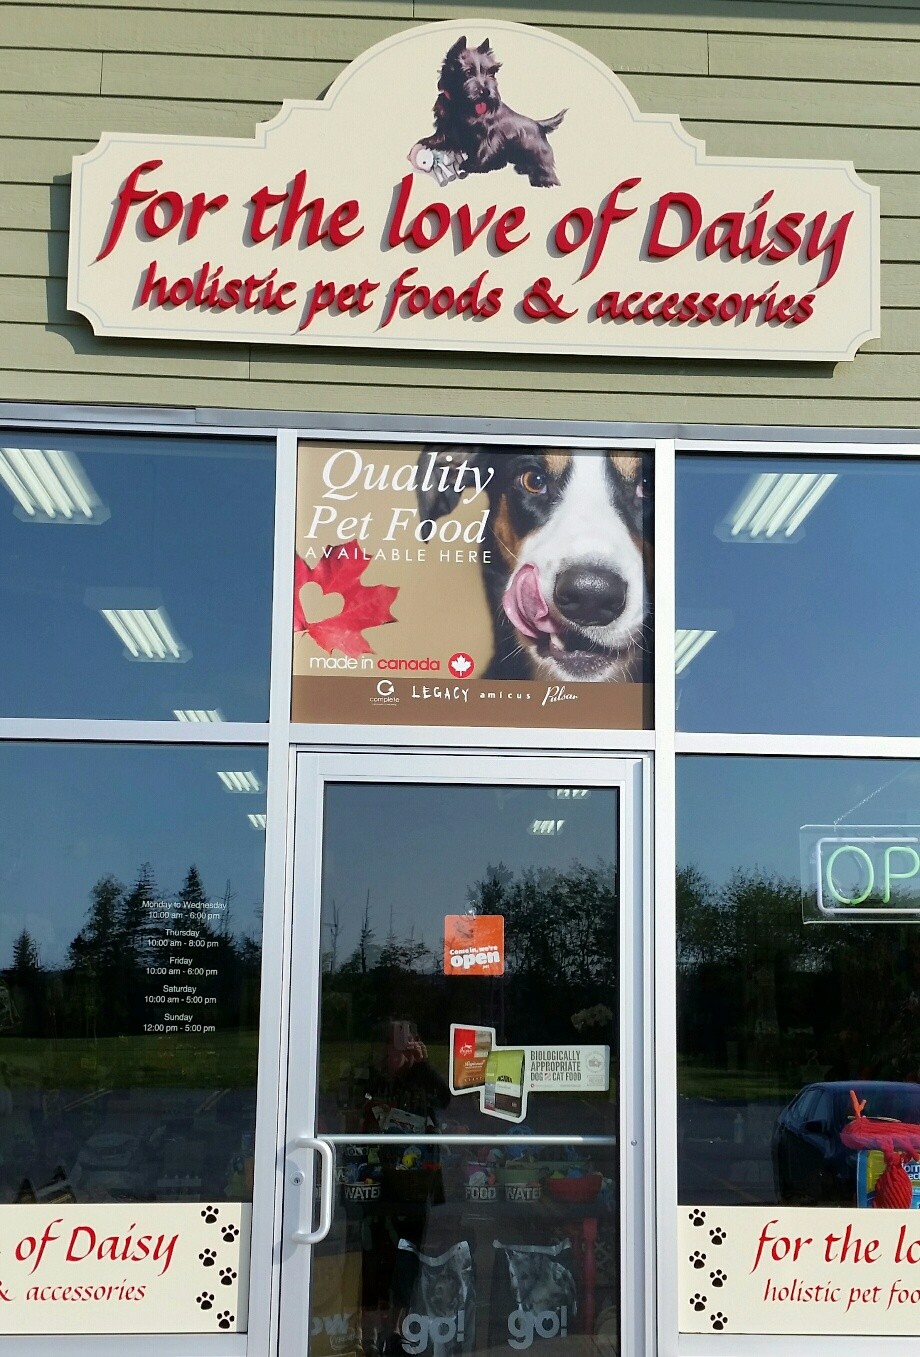 for the love of Daisy
holistic pet foods & accessories
Quality
Pet Food
AVAILABLE HERE
made in canada
complete
LEGACY amicus Pulsar
OP
Monday to Wednesday
10:00 am - 6:00 pm
Thursday
10:00 am - 8:00 pm
Friday
10:00 am - 6:00 pm
Saturday
10:00 am - 5:00 pm
Sunday
12:00 pm - 5:00 pm
Come in, we're
open
BIOLOGICALLY
APPROPRIATE
DOG & CAT FOOD
WATE
FOOD WATE
of Daisy
& accessories
for the lo
holistic pet foo
go! go!